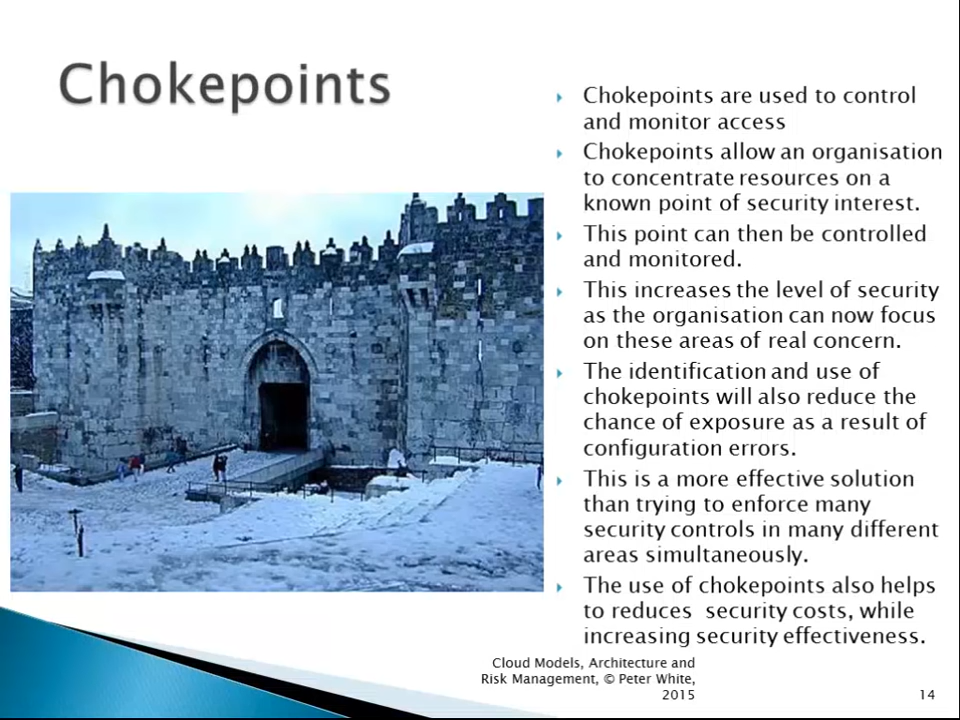 Chokepoints
Chokepoints are used to control
and monitor access
Chokepoints allow an organisation
to concentrate resources on a
known point of security interest.
This point can then be controlled
and monitored.
This increases the level of security
as the organisation can now focus
on these areas of real concern.
The identification and use of
chokepoints will also reduce the
chance of exposure as a result of
configuration errors.
This is a more effective solution
than trying to enforce many
security controls in many different
areas simultaneously.
The use of chokepoints also helps
to reduces  security costs, while
increasing security effectiveness.
Cloud Models, Architecture and
Risk Management, © Peter White,
2015
14